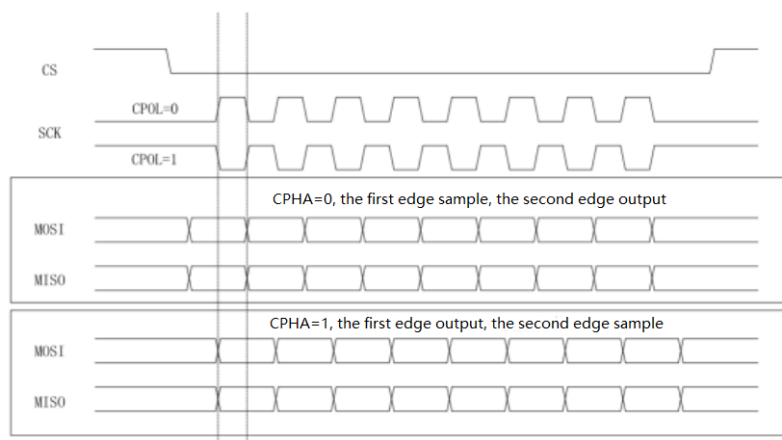 CS
CPOL=0
SCK
CPOL=1
CPHA=0, the first edge sample, the second edge output
MOSI
MISO
CPHA=1, the first edge output, the second edge sample
MOSI
MISO